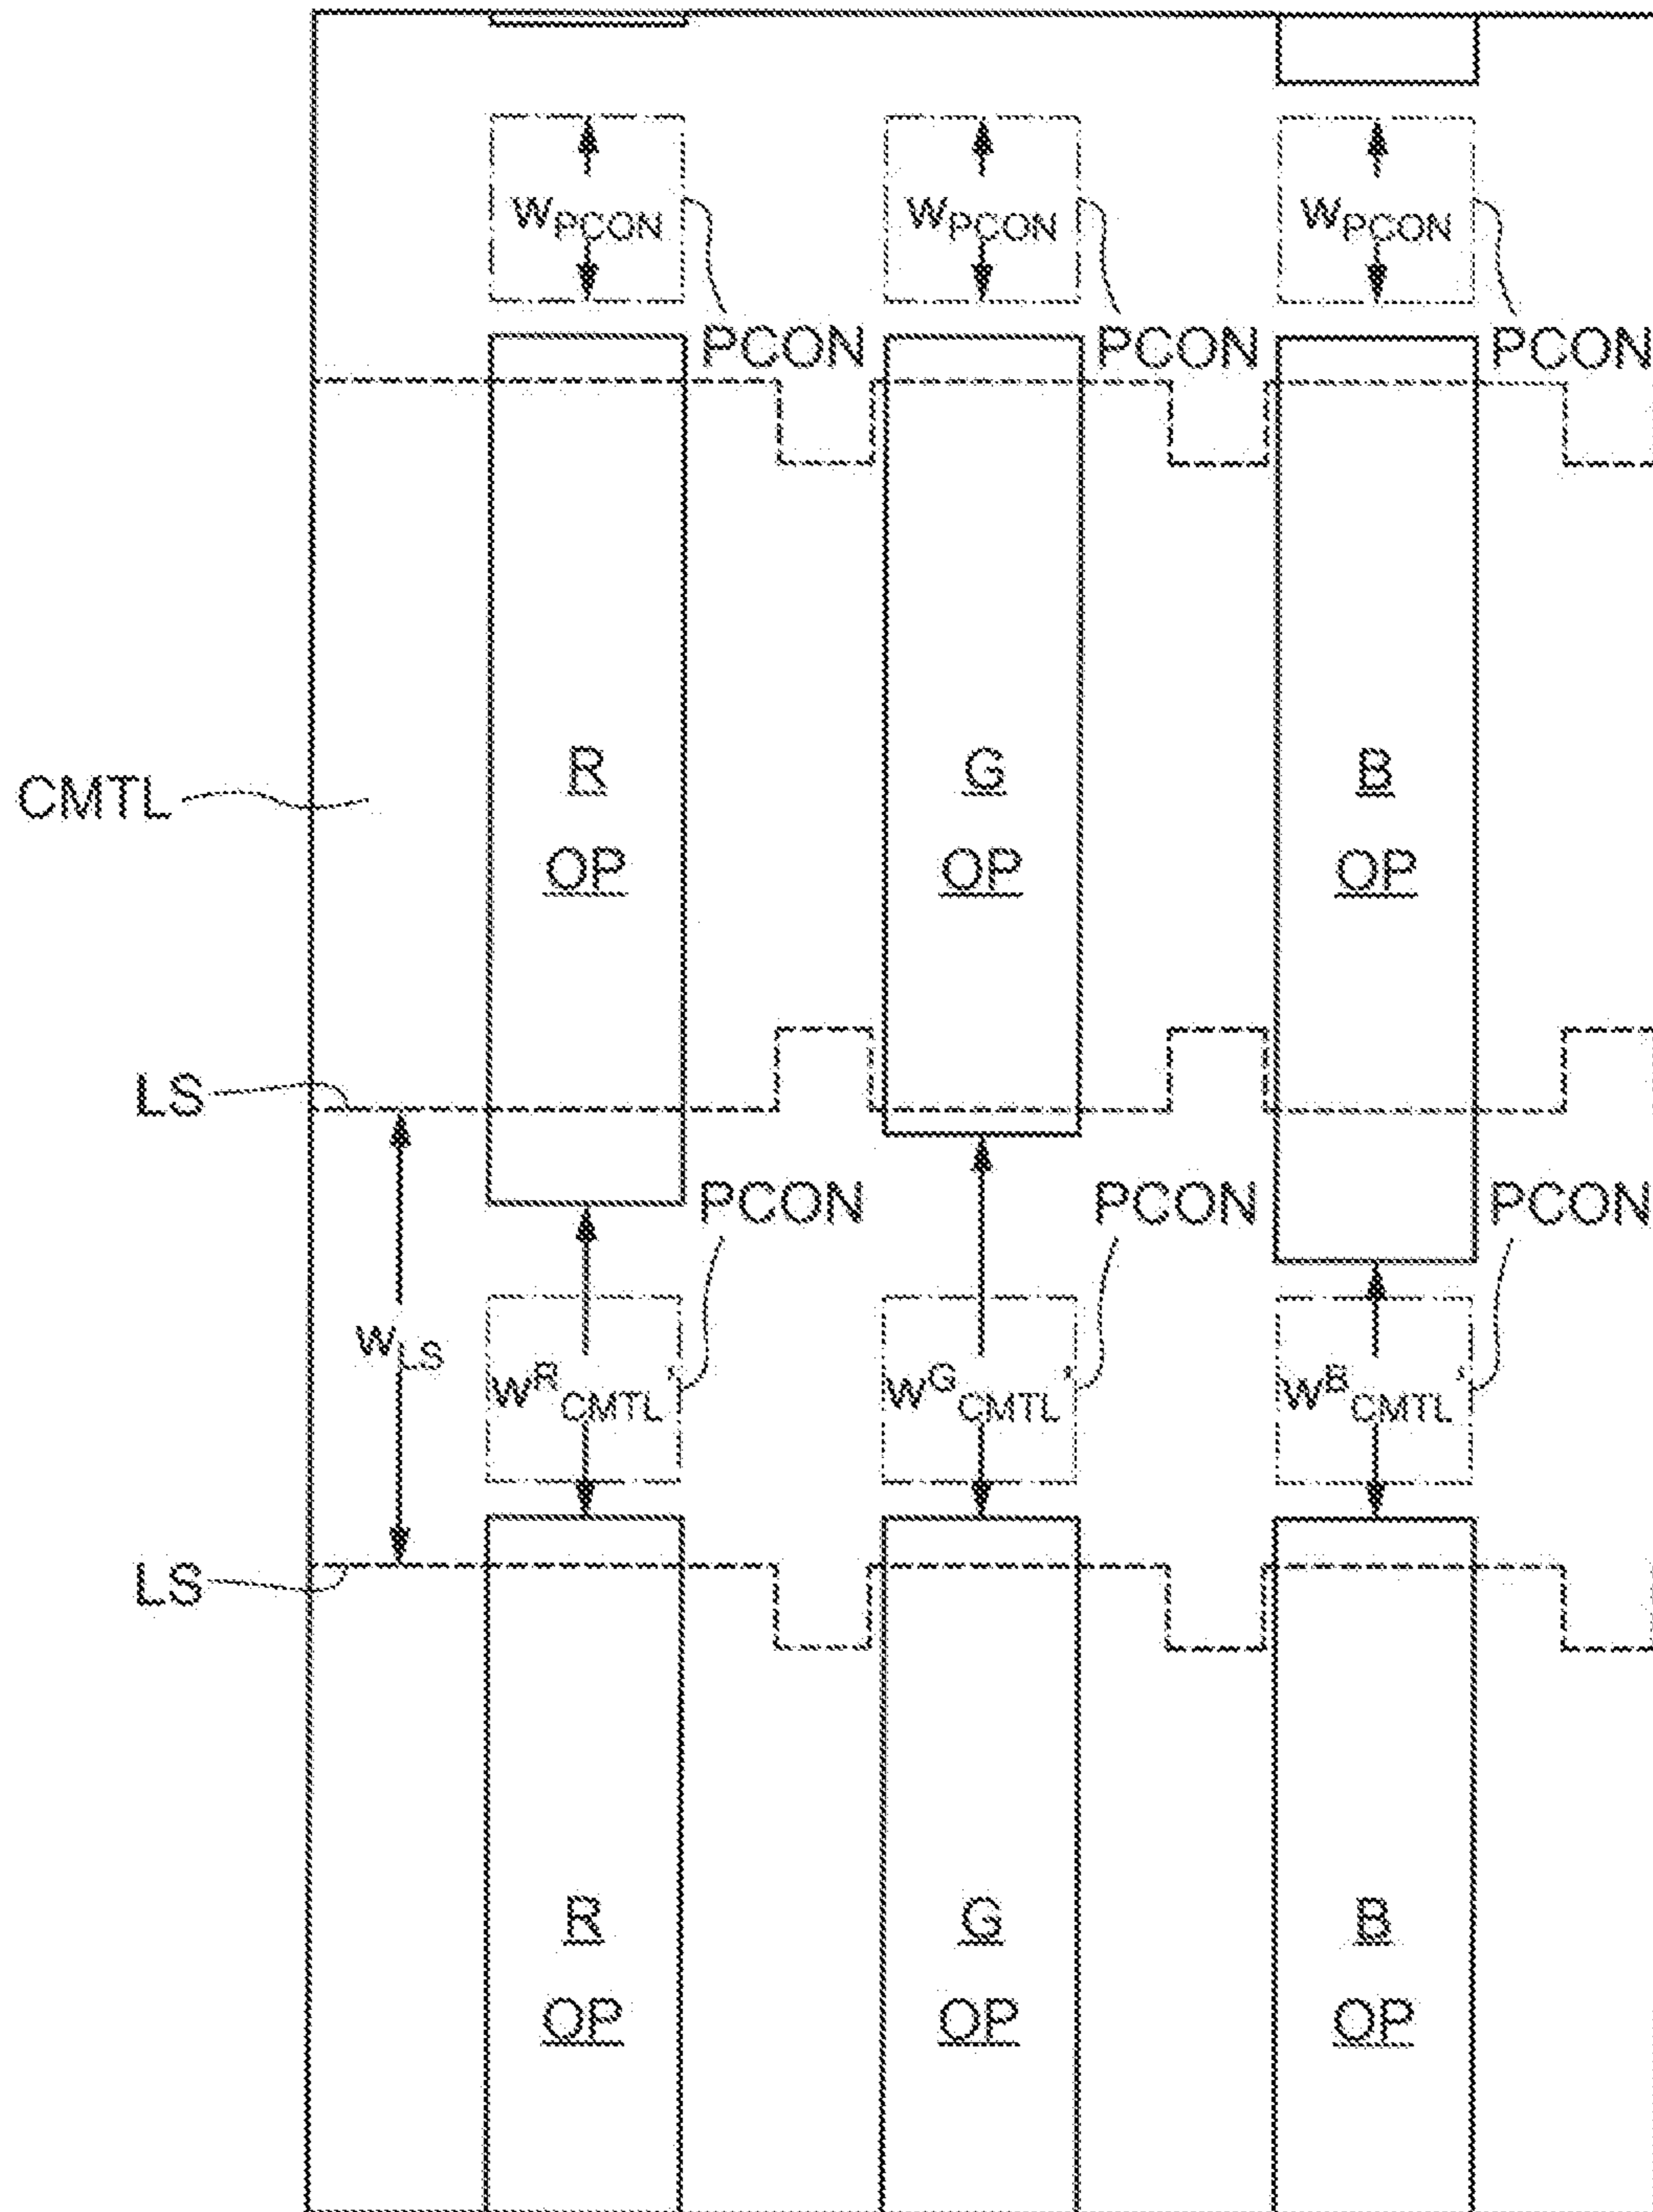 WPCON WPCON WPCON
PCON PCON PCON
R G B
CMTL
OP OP OP
LS
PCON PCON PCON
WLS
WRCMTL' WGCMTL' WBCMTL'
LS
R G B
OP OP OP